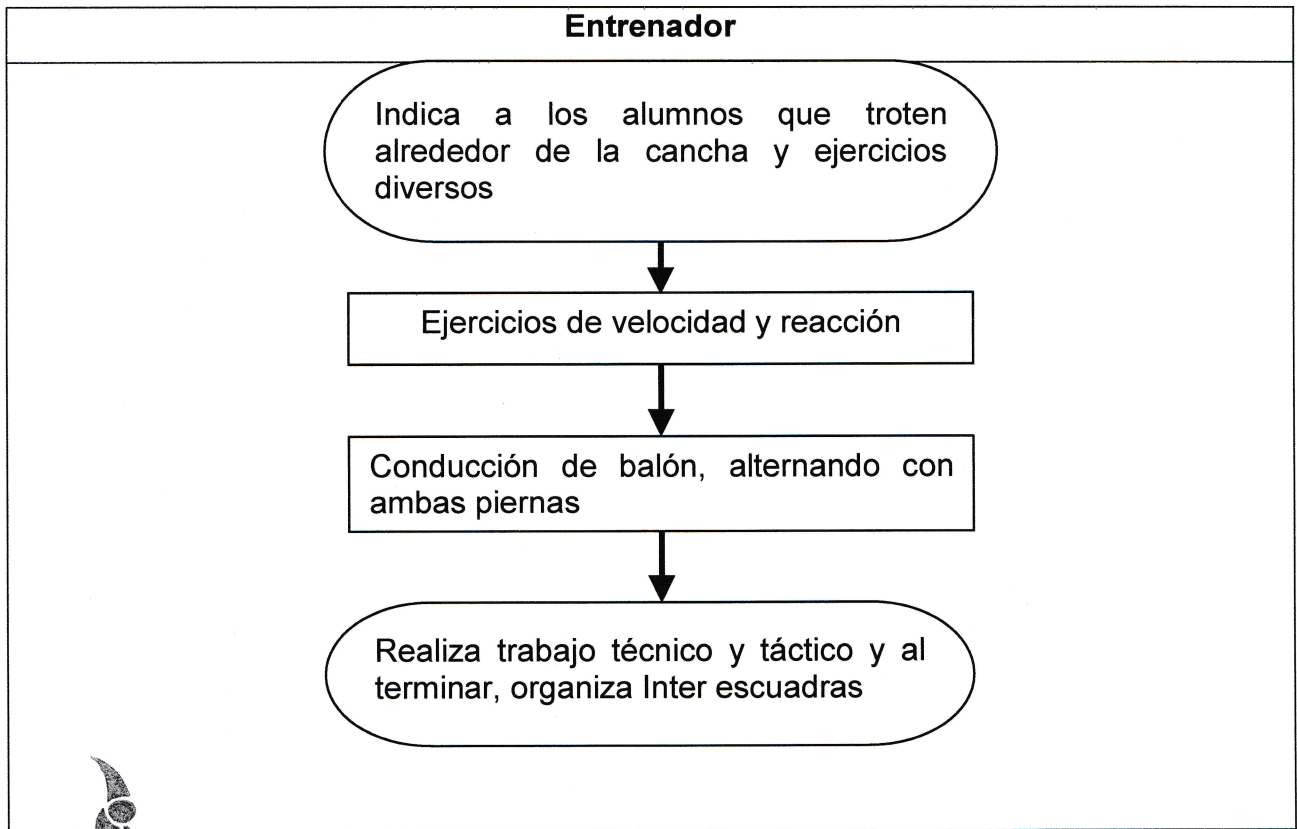 Entrenador
Indica a los alumnos que troten
alrededor de la cancha y ejercicios
diversos
Ejercicios de velocidad y reacción
Conducción de balón, alternando con
ambas piernas
Realiza trabajo técnico y táctico y al
terminar, organiza Inter escuadras